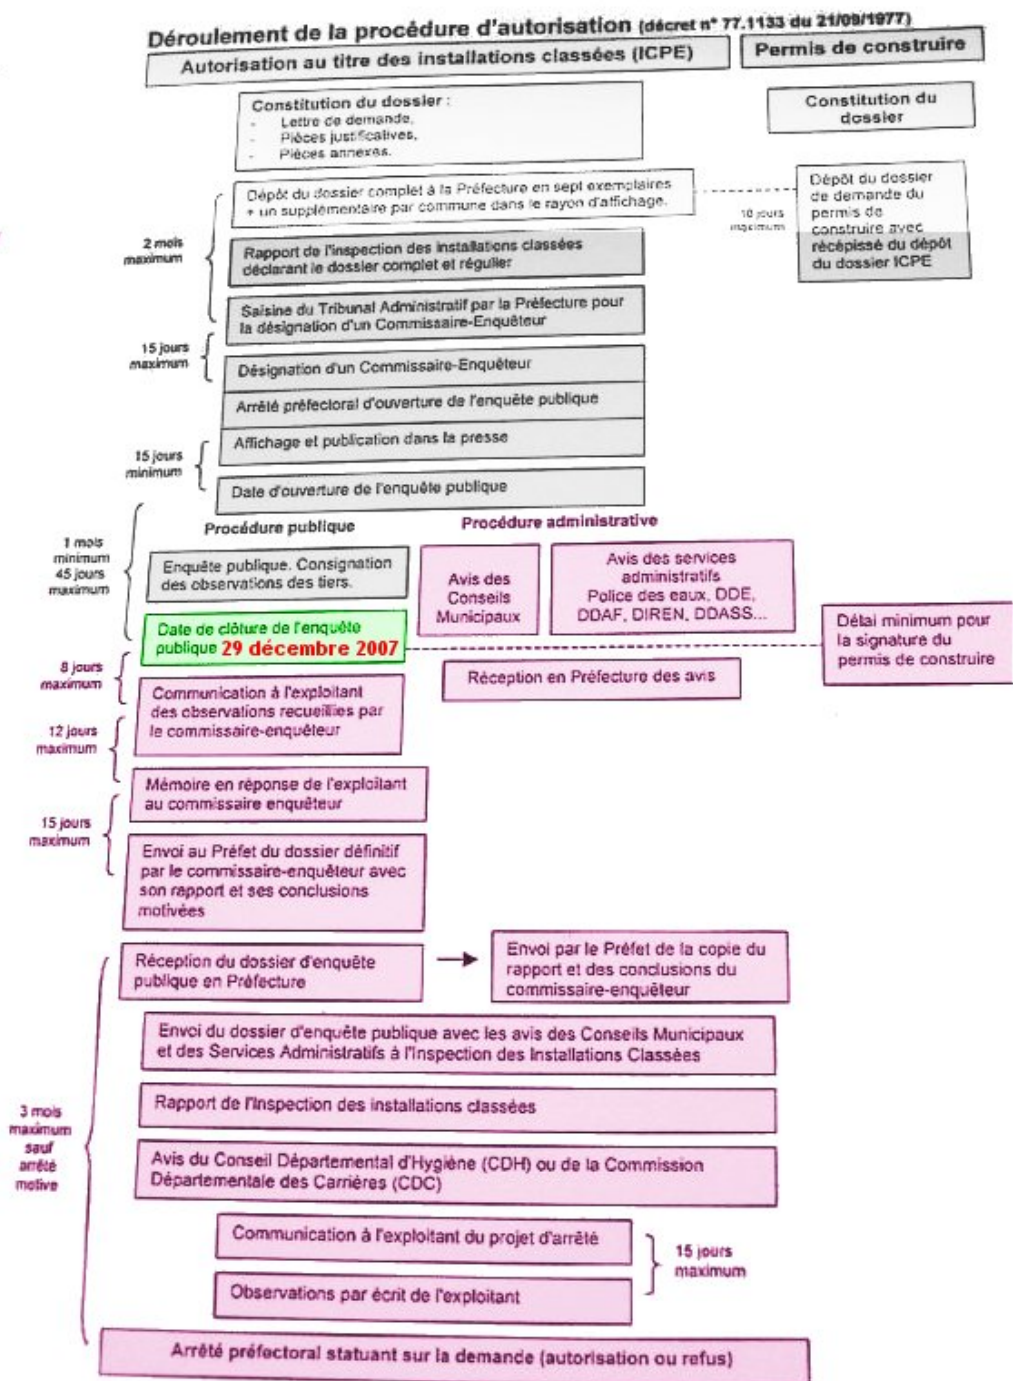 Déroulement de la procédure d'autorisation (décret n° 77.1133 du 21/09/1977)
Autorisation au titre des installations classées (ICPE)
Permis de construire
Constitution du dossier :
- Lettre de demande,
- Pièces justificatives,
- Pièces annexes.
Constitution du
dossier
Dépôt du dossier complet à la Préfecture en sept exemplaires
+ un supplémentaire par commune dans le rayon d'affichage.
10 jours
maximum
Dépôt du dossier
de demande du
permis de
construire avec
récépissé du dépôt
du dossier ICPE
2 mois
maximum
Rapport de l'inspection des installations classées
déclarant le dossier complet et régulier
Saisine du Tribunal Administratif par la Préfecture pour
la désignation d'un Commissaire-Enquêteur
15 jours
maximum
Désignation d'un Commissaire-Enquêteur
Arrêté préfectoral d'ouverture de l'enquête publique
Affichage et publication dans la presse
15 jours
minimum
Date d'ouverture de l'enquête publique
Procédure publique
Procédure administrative
1 mois
minimum
45 jours
maximum
Enquête publique. Consignation
des observations des tiers.
Avis des
Conseils
Municipaux
Avis des services
administratifs
Police des eaux, DDE,
DDAF, DIREN, DDASS...
Date de clôture de l'enquête
publique 29 décembre 2007
Délai minimum pour
la signature du
permis de construire
8 jours
maximum
Réception en Préfecture des avis
Communication à l'exploitant
des observations recueillies par
le commissaire-enquêteur
12 jours
maximum
Mémoire en réponse de l'exploitant
au commissaire enquêteur
15 jours
maximum
Envoi au Préfet du dossier définitif
par le commissaire-enquêteur avec
son rapport et ses conclusions
motivées
Réception du dossier d'enquête
publique en Préfecture
Envoi par le Préfet de la copie du
rapport et des conclusions du
commissaire-enquêteur
Envoi du dossier d'enquête publique avec les avis des Conseils Municipaux
et des Services Administratifs à l'Inspection des Installations Classées
Rapport de l'Inspection des installations classées
3 mois
maximum
sauf
arrêté
motive
Avis du Conseil Départemental d'Hygiène (CDH) ou de la Commission
Départementale des Carrières (CDC)
Communication à l'exploitant du projet d'arrêté
15 jours
maximum
Observations par écrit de l'exploitant
Arrêté préfectoral statuant sur la demande (autorisation ou refus)